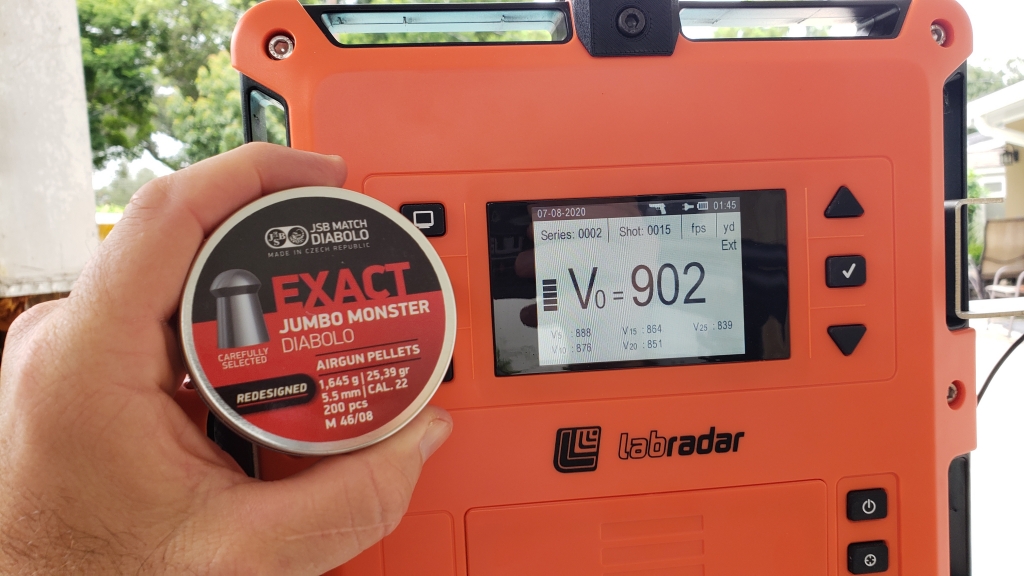 JSB
JSB MATCH
DIABOLO
MADE IN CZECH REPUBLIC
EXACT
JUMBO MONSTER
DIABOLO
CAREFULLY
SELECTED
AIRGUN PELLETS
REDESIGNED
1,645 g | 25,39 gr
5.5 mm | CAL. 22
200 pcs
M 46/08
07-08-2020 01:45
Series: 0002 Shot: 0015 fps yd
Ext
V0 = 902
V5 : 888 V15 : 864 V25 : 839
V10 : 876 V20 : 851
labradar